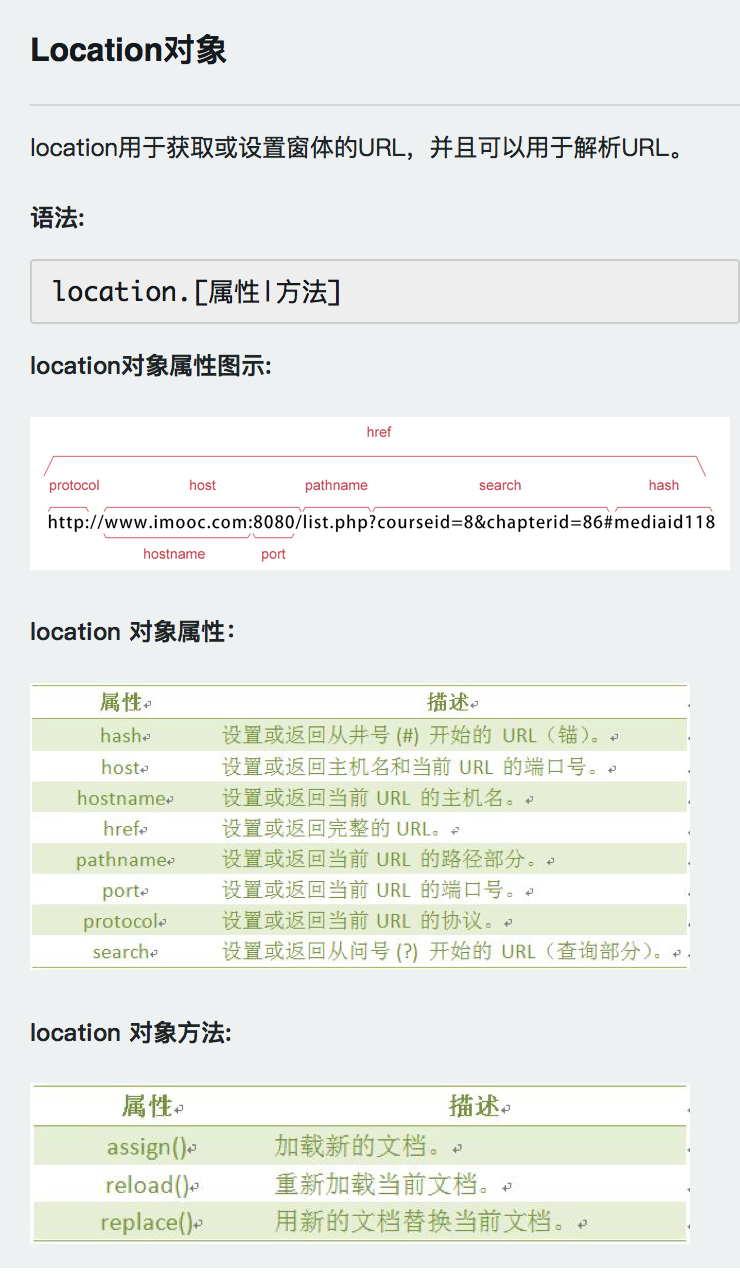 Location对象
location用于获取或设置窗体的URL，并且可以用于解析URL。
语法:
location.[属性|方法]
location对象属性图示:
href
protocol host pathname search hash
http://www.imooc.com:8080/list.php?courseid=8&chapterid=86#mediaid118
hostname port
location 对象属性：
属性 描述
hash 设置或返回从井号 (#) 开始的 URL（锚）。
host 设置或返回主机名和当前 URL 的端口号。
hostname 设置或返回当前 URL 的主机名。
href 设置或返回完整的 URL。
pathname 设置或返回当前 URL 的路径部分。
port 设置或返回当前 URL 的端口号。
protocol 设置或返回当前 URL 的协议。
search 设置或返回从问号 (?) 开始的 URL（查询部分）。
location 对象方法:
属性 描述
assign() 加载新的文档。
reload() 重新加载当前文档。
replace() 用新的文档替换当前文档。